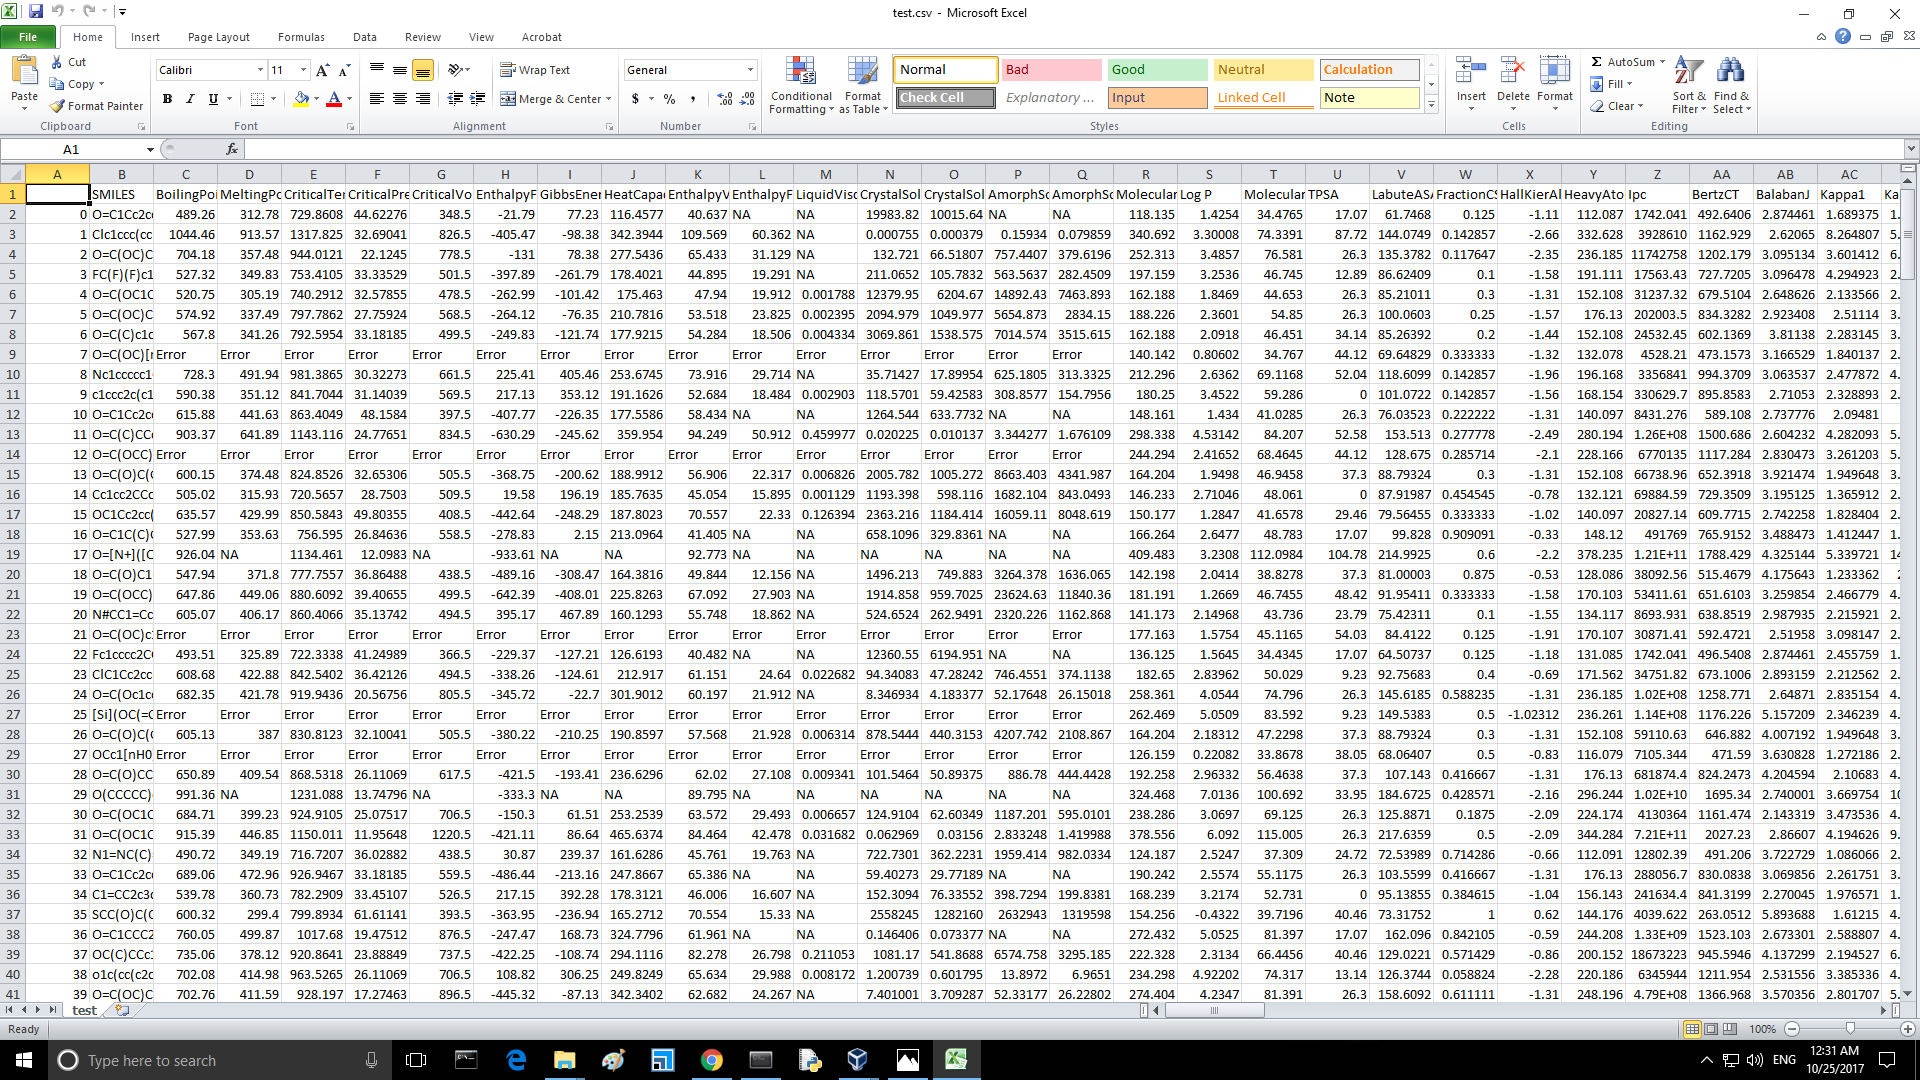 test.csv - Microsoft Excel
File Home Insert Page Layout Formulas Data Review View Acrobat
Paste Cut Copy Format Painter Clipboard
Calibri 11 Font
Wrap Text Merge & Center Alignment
General Number
Conditional Formatting Format as Table
Normal Bad Good Neutral Calculation
Check Cell Explanatory ... Input Linked Cell Note
Styles
Insert Delete Format Cells
AutoSum Fill Clear Sort & Filter Find & Select Editing
A1 fx
A B C D E F G H I J K L M N O P Q R S T U V W X Y Z AA AB AC
1 SMILES BoilingPoi MeltingPo CriticalTer CriticalPre CriticalVo EnthalpyF GibbsEner HeatCapac EnthalpyV EnthalpyF LiquidVisc CrystalSol CrystalSol AmorphSo AmorphSo Molecular Log P Molecular TPSA LabuteASA FractionCS HallKierAl HeavyAto Ipc BertzCT BalabanJ Kappa1 Ka
2 0 O=C1Cc2cc 489.26 312.78 729.8608 44.62276 348.5 -21.79 77.23 116.4577 40.637 NA NA 19983.82 10015.64 NA NA 118.135 1.4254 34.4765 17.07 61.7468 0.125 -1.11 112.087 1742.041 492.6406 2.874461 1.689375 1.
3 1 Clc1ccc(cc 1044.46 913.57 1317.825 32.69041 826.5 -405.47 -98.38 342.3944 109.569 60.362 NA 0.000755 0.000379 0.15934 0.079859 340.692 3.30008 74.3391 87.72 144.0749 0.142857 -2.66 332.628 3928610 1162.929 2.62065 8.264807 5.
4 2 O=C(OC)C 704.18 357.48 944.0121 22.1245 778.5 -131 78.38 277.5436 65.433 31.129 NA 132.721 66.51807 757.4407 379.6196 252.313 3.4857 76.581 26.3 135.3782 0.117647 -2.35 236.185 11742758 1202.179 3.095134 3.601412 6.
5 3 FC(F)(F)c1 527.32 349.83 753.4105 33.33529 501.5 -397.89 -261.79 178.4021 44.895 19.291 NA 211.0652 105.7832 563.5637 282.4509 197.159 3.2536 46.745 12.89 86.62409 0.1 -1.58 191.111 17563.43 727.7205 3.096478 4.294923 2.
6 4 O=C(OC1C 520.75 305.19 740.2912 32.57855 478.5 -262.99 -101.42 175.463 47.94 19.912 0.001788 12379.95 6204.67 14892.43 7463.893 162.188 1.8469 44.653 26.3 85.21011 0.3 -1.31 152.108 31237.32 679.5104 2.648626 2.133566 2.
7 5 O=C(OC)C 574.92 337.49 797.7862 27.75924 568.5 -264.12 -76.35 210.7816 53.518 23.825 0.002395 2094.979 1049.977 5654.873 2834.15 188.226 2.3601 54.85 26.3 100.0603 0.25 -1.57 176.13 202003.5 834.3282 2.923408 2.51114 3.
8 6 O=C(C)c1c 567.8 341.26 792.5954 33.18185 499.5 -249.83 -121.74 177.9215 54.284 18.506 0.004334 3069.861 1538.575 7014.574 3515.615 162.188 2.0918 46.451 34.14 85.26392 0.2 -1.44 152.108 24532.45 602.1369 3.81138 2.283145 3.
9 7 O=C(OC)[n Error Error Error Error Error Error Error Error Error Error Error Error Error Error Error 140.142 0.80602 34.767 44.12 69.64829 0.333333 -1.32 132.078 4528.21 473.1573 3.166529 1.840137 2.
10 8 Nc1ccccc1 728.3 491.94 981.3865 30.32273 661.5 225.41 405.46 253.6745 73.916 29.714 NA 35.71427 17.89954 625.1805 313.3325 212.296 2.6362 69.1168 52.04 118.6099 0.142857 -1.96 196.168 3356841 994.3709 3.063537 2.477872 4.
11 9 c1ccc2c(c1 590.38 351.12 841.7044 31.14039 569.5 217.13 353.12 191.1626 52.684 18.484 0.002903 118.5701 59.42583 308.8577 154.7956 180.25 3.4522 59.286 0 101.0722 0.142857 -1.56 168.154 330629.7 895.8583 2.71053 2.328893 2.
12 10 O=C1Cc2cc 615.88 441.63 863.4049 48.1584 397.5 -407.77 -226.35 177.5586 58.434 NA NA 1264.544 633.7732 NA NA 148.161 1.434 41.0285 26.3 76.03523 0.222222 -1.31 140.097 8431.276 589.108 2.737776 2.09481
13 11 O=C(C)CCc 903.37 641.89 1143.116 24.77651 834.5 -630.29 -245.62 359.954 94.249 50.912 0.459977 0.020225 0.010137 3.344277 1.676109 298.338 4.53142 84.207 52.58 153.513 0.277778 -2.49 280.194 1.26E+08 1500.686 2.604232 4.282093 5.
14 12 O=C(OCC) Error Error Error Error Error Error Error Error Error Error Error Error Error Error Error 244.294 2.41652 68.4645 44.12 128.675 0.285714 -2.1 228.166 6770135 1117.284 2.830473 3.261203 5.
15 13 O=C(O)C(C 600.15 374.48 824.8526 32.65306 505.5 -368.75 -200.62 188.9912 56.906 22.317 0.006826 2005.782 1005.272 8663.403 4341.987 164.204 1.9498 46.9458 37.3 88.79324 0.3 -1.31 152.108 66738.96 652.3918 3.921474 1.949648 3.
16 14 Cc1cc2CCc 505.02 315.93 720.5657 28.7503 509.5 19.58 196.19 185.7635 45.054 15.895 0.001129 1193.398 598.116 1682.104 843.0493 146.233 2.71046 48.061 0 87.91987 0.454545 -0.78 132.121 69884.59 729.3509 3.195125 1.365912 2.
17 15 OC1Cc2cc( 635.57 429.99 850.5843 49.80355 408.5 -442.64 -248.29 187.8023 70.557 22.33 0.126394 2363.216 1184.414 16059.11 8048.619 150.177 1.2847 41.6578 29.46 79.56455 0.333333 -1.02 140.097 20827.14 609.7715 2.742258 1.828404 2.
18 16 O=C1C(C)C 527.99 353.63 756.595 26.84636 558.5 -278.83 2.15 213.0964 41.405 NA NA 658.1096 329.8361 NA NA 166.264 2.6477 48.783 17.07 99.828 0.909091 -0.33 148.12 491769 765.9152 3.488473 1.412447 1.
19 17 O=[N+]([C 926.04 NA 1134.461 12.0983 NA -933.61 NA NA 92.773 NA NA NA NA NA NA 409.483 3.2308 112.0984 104.78 214.9925 0.6 -2.2 378.235 1.21E+11 1788.429 4.325144 5.339721 14
20 18 O=C(O)C1 547.94 371.8 777.7557 36.86488 438.5 -489.16 -308.47 164.3816 49.844 12.156 NA 1496.213 749.883 3264.378 1636.065 142.198 2.0414 38.8278 37.3 81.00003 0.875 -0.53 128.086 38092.56 515.4679 4.175643 1.233362 2
21 19 O=C(OCC) 647.86 449.06 880.6092 39.40655 499.5 -642.39 -408.01 225.8263 67.092 27.903 NA 1914.858 959.7025 23624.63 11840.36 181.191 1.2669 46.7455 48.42 91.95411 0.333333 -1.58 170.103 53411.61 651.6103 3.259854 2.466779 4.
22 20 N#CC1=Cc 605.07 406.17 860.4066 35.13742 494.5 395.17 467.89 160.1293 55.748 18.862 NA 524.6524 262.9491 2320.226 1162.868 141.173 2.14968 43.736 23.79 75.42311 0.1 -1.55 134.117 8693.931 638.8519 2.987935 2.215921 2.
23 21 O=C(OC)c Error Error Error Error Error Error Error Error Error Error Error Error Error Error Error 177.163 1.5754 45.1165 54.03 84.4122 0.125 -1.91 170.107 30871.41 592.4721 2.51958 3.098147 2.
24 22 Fc1cccc2CC 493.51 325.89 722.3338 41.24989 366.5 -229.37 -127.21 126.6193 40.482 NA NA 12360.55 6194.951 NA NA 136.125 1.5645 34.4345 17.07 64.50737 0.125 -1.18 131.085 1742.041 496.5408 2.874461 2.455759 1.
25 23 ClC1Cc2cc 608.68 422.88 842.5402 36.42126 494.5 -338.26 -124.61 212.917 61.151 24.64 0.022682 94.34083 47.28242 746.4551 374.1138 182.65 2.83962 50.029 9.23 92.75683 0.4 -0.69 171.562 34751.82 673.1006 2.893159 2.212562 2.
26 24 O=C(Oc1cc 682.35 421.78 919.9436 20.56756 805.5 -345.72 -22.7 301.9012 60.197 21.912 NA 8.346934 4.183377 52.17648 26.15018 258.361 4.0544 74.796 26.3 145.6185 0.588235 -1.31 236.185 1.02E+08 1258.771 2.64871 2.835154 4.
27 25 [Si](OC(=C Error Error Error Error Error Error Error Error Error Error Error Error Error Error Error 262.469 5.0509 83.592 9.23 149.5383 0.5 -1.02312 236.261 1.14E+08 1176.226 5.157209 2.346239 4.
28 26 O=C(O)C(C 605.13 387 830.8123 32.10041 505.5 -380.22 -210.25 190.8597 57.568 21.928 0.006314 878.5444 440.3153 4207.742 2108.867 164.204 2.18312 47.2298 37.3 88.79324 0.3 -1.31 152.108 59110.63 646.882 4.007192 1.949648 3.
29 27 OCc1[nH0] Error Error Error Error Error Error Error Error Error Error Error Error Error Error Error 126.159 0.22082 33.8678 38.05 68.06407 0.5 -0.83 116.079 7105.344 471.59 3.630828 1.272186 2.
30 28 O=C(O)CC 650.89 409.54 868.5318 26.11069 617.5 -421.5 -193.41 236.6296 62.02 27.108 0.009341 101.5464 50.89375 886.78 444.4428 192.258 2.96332 56.4638 37.3 107.143 0.416667 -1.31 176.13 681874.4 824.2473 4.204594 2.10683 4.
31 29 O(CCCCC) 991.36 NA 1231.088 13.74796 NA -333.3 NA NA 89.795 NA NA NA NA NA NA 324.468 7.0136 100.692 33.95 184.6725 0.428571 -2.16 296.244 1.02E+10 1695.34 2.740001 3.669754 10
32 30 O=C(OC1C 684.71 399.23 924.9105 25.07517 706.5 -150.3 61.51 253.2539 63.572 29.493 0.006657 124.9104 62.60349 1187.201 595.0101 238.286 3.0697 69.125 26.3 125.8871 0.1875 -2.09 224.174 4130364 1161.474 2.143319 3.473536 4.
33 31 O=C(OC1C 915.39 446.85 1150.011 11.95648 1220.5 -421.11 86.64 465.6374 84.464 42.478 0.031682 0.062969 0.03156 2.833248 1.419988 378.556 6.092 115.005 26.3 217.6359 0.5 -2.09 344.284 7.21E+11 2027.23 2.86607 4.194626 9.
34 32 N1=NC(C) 490.72 349.19 716.7207 36.02882 438.5 30.87 239.37 161.6286 45.761 19.763 NA 722.7301 362.2231 1959.414 982.0334 124.187 2.5247 37.309 24.72 72.53989 0.714286 -0.66 112.091 12802.39 491.206 3.722729 1.086066 2.
35 33 O=C1Cc2cc 689.06 472.96 926.9467 33.18185 559.5 -486.44 -213.16 247.8667 65.386 NA NA 59.40273 29.77189 NA NA 190.242 2.5574 55.1175 26.3 103.5599 0.416667 -1.31 176.13 288056.7 830.0838 3.069856 2.261751 3.
36 34 C1=CC2c3c 539.78 360.73 782.2909 33.45107 526.5 217.15 392.28 178.3121 46.006 16.607 NA 152.3094 76.33552 398.7294 199.8381 168.239 3.2174 52.731 0 95.13855 0.384615 -1.04 156.143 241634.4 841.3199 2.270045 1.976571 1.
37 35 SCC(O)C(O 600.32 299.4 799.8934 61.61141 393.5 -363.95 -236.94 165.2712 70.554 15.33 NA 2558245 1282160 2632943 1319598 154.256 -0.4322 39.7196 40.46 73.31752 1 0.62 144.176 4039.622 263.0512 5.893688 1.61215 4.
38 36 O=C1CCC2 760.05 499.87 1017.68 19.47512 876.5 -247.47 168.73 324.7796 61.961 NA NA 0.146406 0.073377 NA NA 272.432 5.0525 81.397 17.07 162.096 0.842105 -0.59 244.208 1.33E+09 1523.103 2.673301 2.588807 4.
39 37 OC(C)CCc1 735.06 378.12 920.8641 23.88849 737.5 -422.25 -108.74 294.1116 82.278 26.798 0.211053 1081.17 541.8688 6574.758 3295.185 222.328 2.3134 66.4456 40.46 129.0221 0.571429 -0.86 200.152 18673223 945.5946 4.137299 2.194527 6.
40 38 o1c(cc(c2c 702.08 414.98 963.5265 26.11069 706.5 108.82 306.25 249.8249 65.634 29.988 0.008172 1.200739 0.601795 13.8972 6.9651 234.298 4.92202 74.317 13.14 126.3744 0.058824 -2.28 220.186 6345944 1211.954 2.531556 3.385336 4.
41 39 O=C(OC)C 702.76 411.59 928.197 17.27463 896.5 -445.32 -87.13 342.3402 62.682 24.267 NA 7.401001 3.709287 52.33177 26.22802 274.404 4.2347 81.391 26.3 158.6092 0.611111 -1.31 248.196 4.79E+08 1366.968 3.570356 2.801707 5.
test
Ready 100%
Type here to search ENG 12:31 AM
10/25/2017